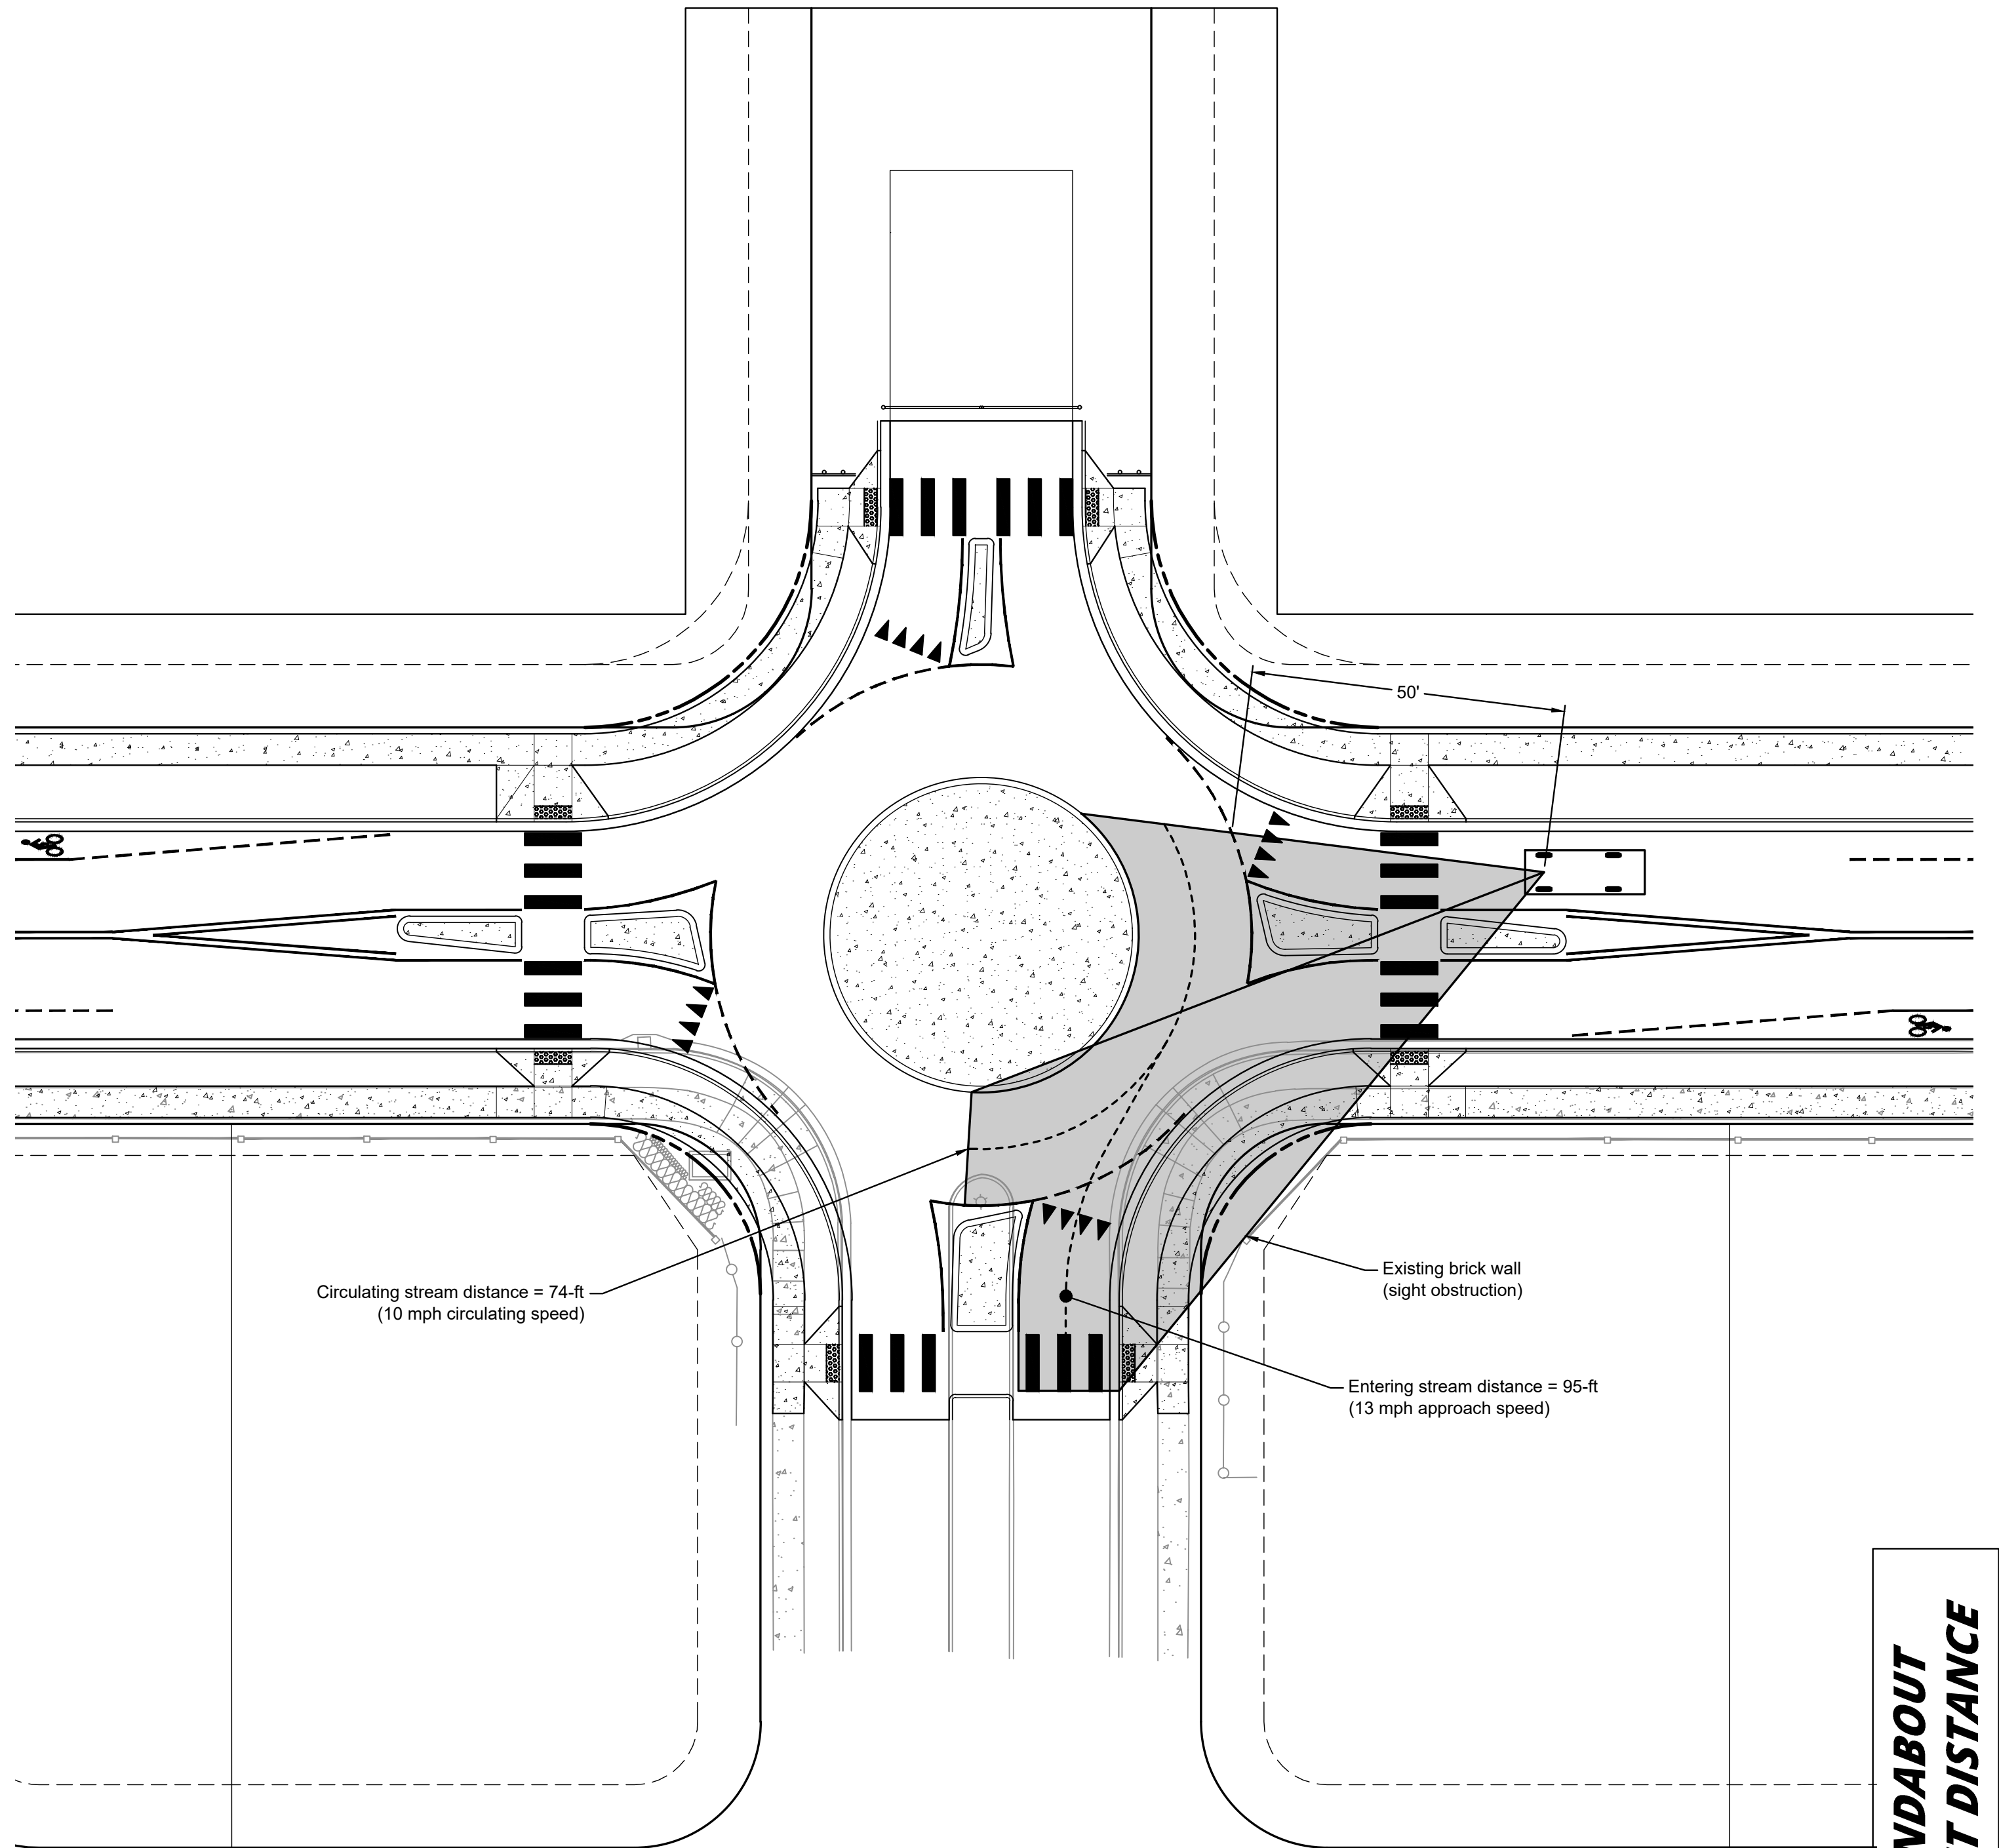 50'
Circulating stream distance = 74-ft
(10 mph circulating speed)
Existing brick wall
(sight obstruction)
Entering stream distance = 95-ft
(13 mph approach speed)
NDABOUT
T DISTANCE